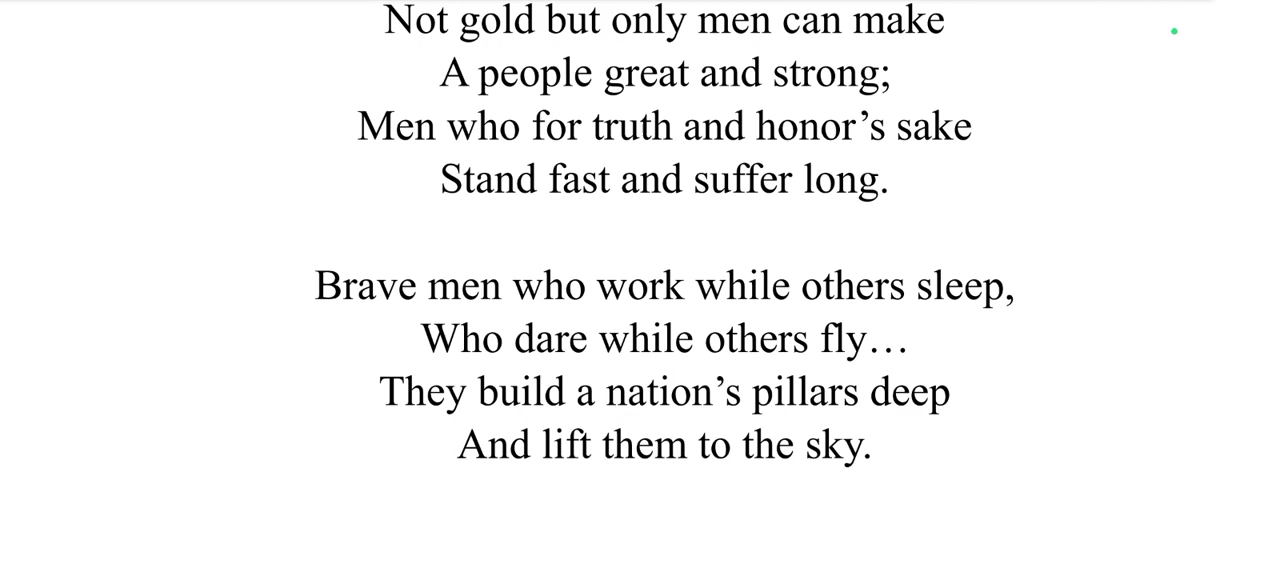 Not gold but only men can make
A people great and strong;
Men who for truth and honor’s sake
Stand fast and suffer long.
Brave men who work while others sleep,
Who dare while others fly…
They build a nation’s pillars deep
And lift them to the sky.